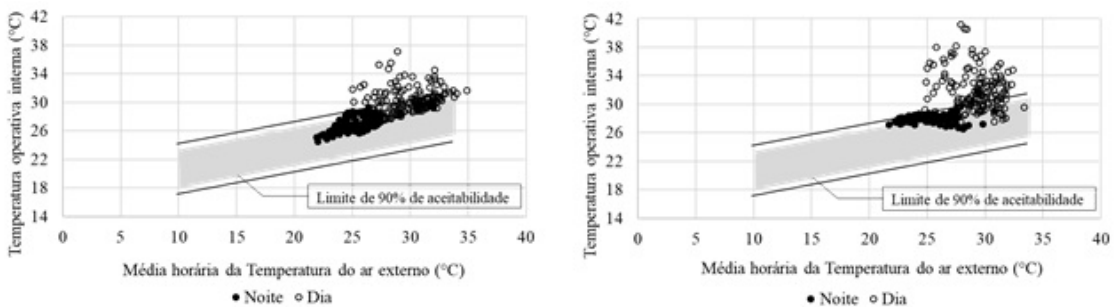 Temperatura operativa interna (°C)
42
38
34
30
26
22
18
14
Limite de 90% de aceitabilidade
0 5 10 15 20 25 30 35 40
Média horária da Temperatura do ar externo (°C)
● Noite ○ Dia
Temperatura operativa interna (°C)
42
38
34
30
26
22
18
14
Limite de 90% de aceitabilidade
0 5 10 15 20 25 30 35 40
Média horária da Temperatura do ar externo (°C)
● Noite ○ Dia